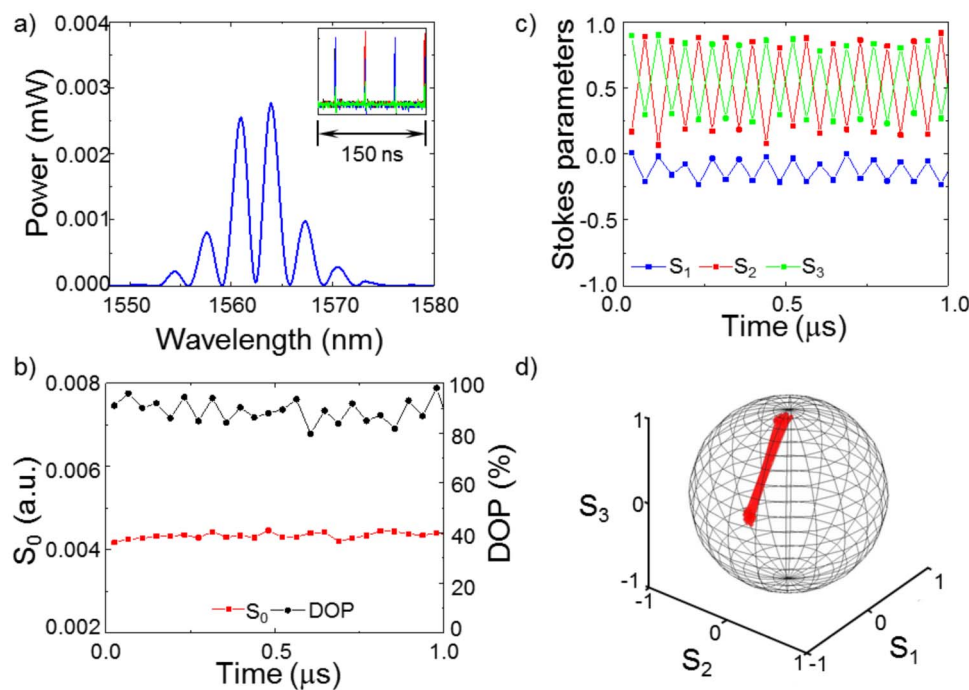 a)
0.004
0.003
0.002
0.001
0.000
Power (mW)
150 ns
1550 1560 1570 1580
Wavelength (nm)
b)
0.008
0.006
0.004
0.002
S₀ (a.u.)
100
80
60
40
20
0
DOP (%)
S₀ DOP
0.0 0.5 1.0
Time (μs)
c)
1.0
0.5
0.0
-0.5
-1.0
Stokes parameters
S₁ S₂ S₃
0.0 0.5 1.0
Time (μs)
d)
1
0
-1
S₃
-1
0
1
S₂
-1
0
1
S₁